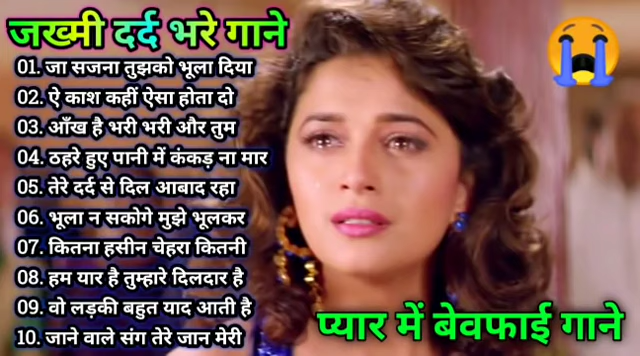 जख्मी दर्द भरे गाने
01. जा सजना तुझको भूला दिया
02. ऐ काश कहीं ऐसा होता दो
03. आँख है भरी भरी और तुम
04. ठहरे हुए पानी में कंकड़ ना मार
05. तेरे दर्द से दिल आबाद रहा
06. भूला न सकोगे मुझे भूलकर
07. कितना हसीन चेहरा कितनी
08. हम यार है तुम्हारे दिलदार है
09. वो लड़की बहुत याद आती है
10. जाने वाले संग तेरे जान मेरी
प्यार में बेवफाई गाने